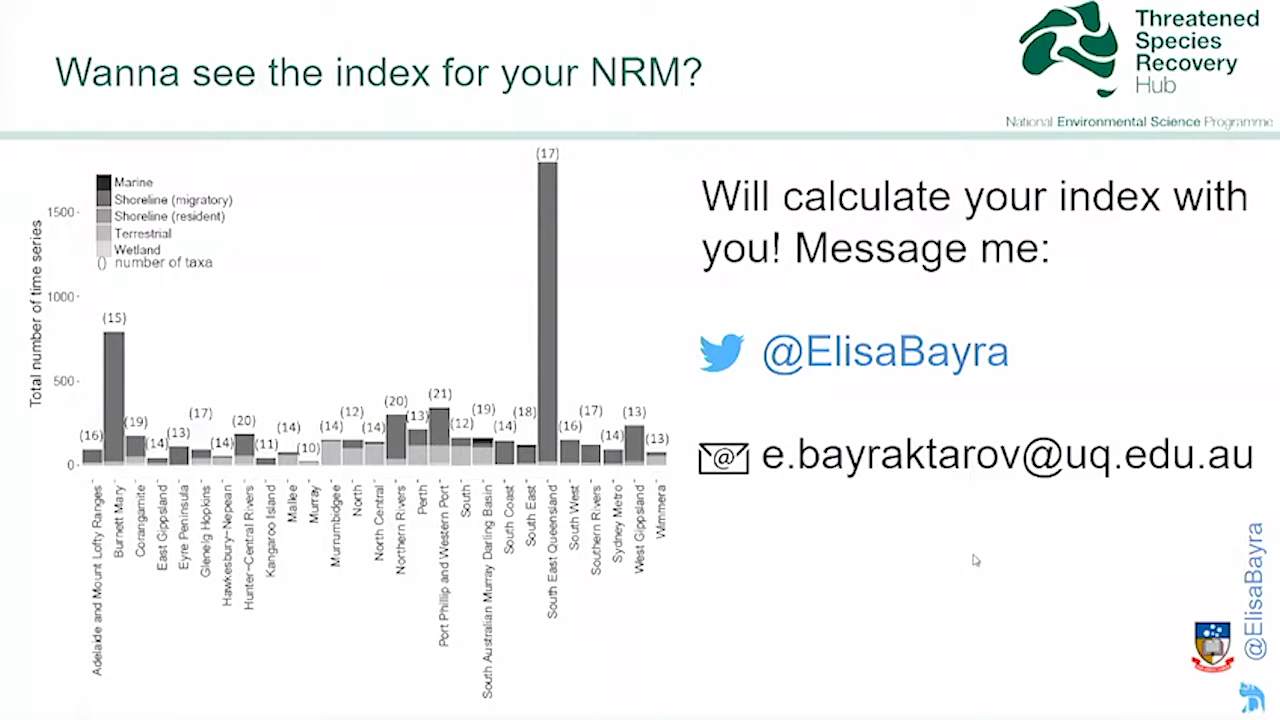 Wanna see the index for your NRM?
Threatened
Species
Recovery
Hub
National Environmental Science Programme
Total number of time series
1500
1000
500
0
Marine
Shoreline (migratory)
Shoreline (resident)
Terrestrial
Wetland
() number of taxa
(16)
(15)
(19)
(14)
(13)
(17)
(14)
(20)
(11)
(14)
(10)
(14)
(12)
(14)
(20)
(13)
(21)
(12)
(19)
(14)
(18)
(17)
(16)
(17)
(14)
(13)
(13)
Adelaide and Mount Lofty Ranges
Burnett Mary
Corangamite
East Gippsland
Eyre Peninsula
Glenelg Hopkins
Hawkesbury-Nepean
Hunter-Central Rivers
Kangaroo Island
Mallee
Murray
Murrumbidgee
North
North Central
Northern Rivers
Perth
Port Phillip and Western Port
South
South Australian Murray Darling Basin
South Coast
South East
South East Queensland
South West
Southern Rivers
Sydney Metro
West Gippsland
Wimmera
Will calculate your index with
you! Message me:
@ElisaBayra
e.bayraktarov@uq.edu.au
@ElisaBayra